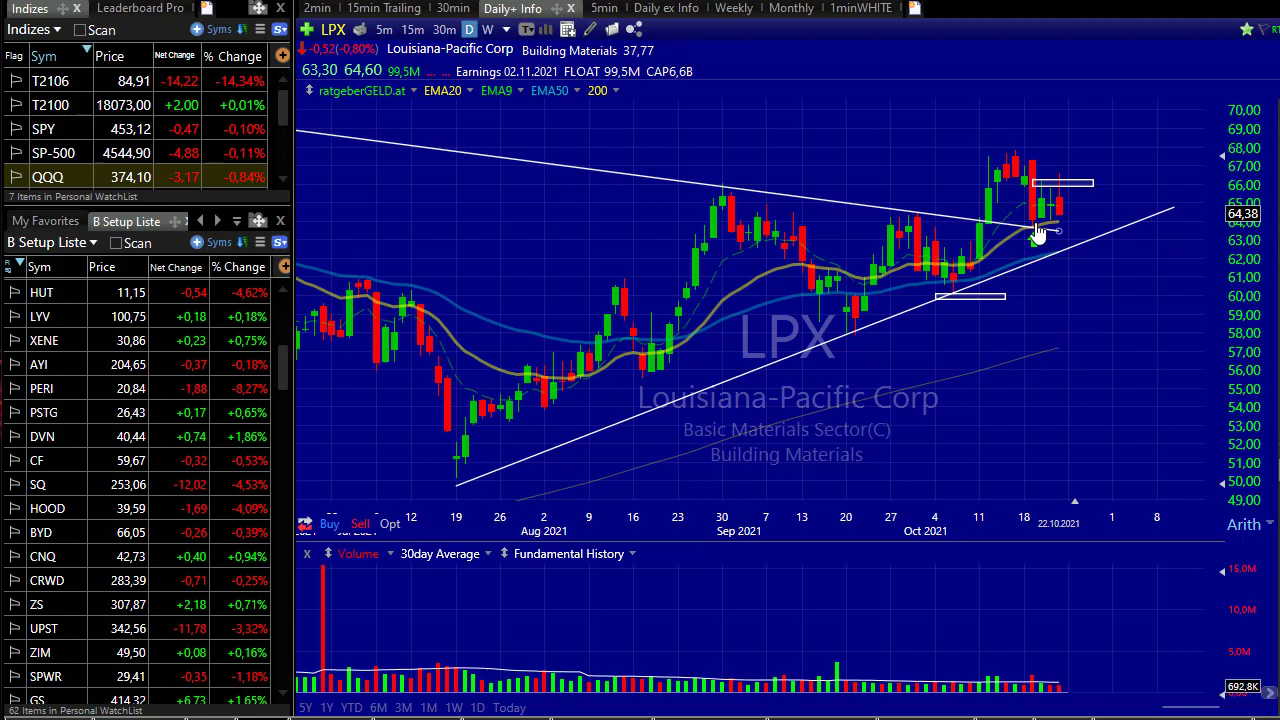 Indizes
Leaderboard Pro
Indizes Scan Syms
Flag Sym Price Net Change % Change
T2106 84,91 -14,22 -14,34%
T2100 18073,00 +2,00 +0,01%
SPY 453,12 -0,47 -0,10%
SP-500 4544,90 -4,88 -0,11%
QQQ 374,10 -3,17 -0,84%
7 Items in Personal WatchList
My Favorites B Setup Liste
B Setup Liste Scan Syms
Sym Price Net Change % Change
HUT 11,15 -0,54 -4,62%
LYV 100,75 +0,18 +0,18%
XENE 30,86 +0,23 +0,75%
AYI 204,65 -0,37 -0,18%
PERI 20,84 -1,88 -8,27%
PSTG 26,43 +0,17 +0,65%
DVN 40,44 +0,74 +1,86%
CF 59,67 -0,32 -0,53%
SQ 253,06 -12,02 -4,53%
HOOD 39,59 -1,69 -4,09%
BYD 66,05 -0,26 -0,39%
CNQ 42,73 +0,40 +0,94%
CRWD 283,39 -0,71 -0,25%
ZS 307,87 +2,18 +0,71%
UPST 342,56 -11,78 -3,32%
ZIM 49,50 +0,08 +0,16%
SPWR 29,41 -0,35 -1,18%
GS 414,32 +6,73 +1,65%
62 Items in Personal WatchList
2min 15min Trailing 30min Daily+ Info 5min Daily ex Info Weekly Monthly 1minWHITE
LPX 5m 15m 30m D W
-0,52(-0,80%) Louisiana-Pacific Corp Building Materials 37,77
63,30 64,60 99,5M ... ... Earnings 02.11.2021 FLOAT 99,5M CAP6,6B
ratgeberGELD.at EMA20 EMA9 EMA50 200
70,00
69,00
68,00
67,00
66,00
65,00
64,38
63,00
62,00
61,00
60,00
59,00
58,00
57,00
56,00
55,00
54,00
53,00
52,00
51,00
50,00
49,00
LPX
Louisiana-Pacific Corp
Basic Materials Sector(C)
Building Materials
12 19 26 2 9 16 23 30 7 13 20 27 4 11 18 22.10.2021 1 8
Aug 2021 Sep 2021 Oct 2021
Buy Sell Opt
Arith
X Volume 30day Average Fundamental History
15,0M
10,0M
5,0M
692,8K
5Y 1Y YTD 6M 3M 1M 1W 1D Today